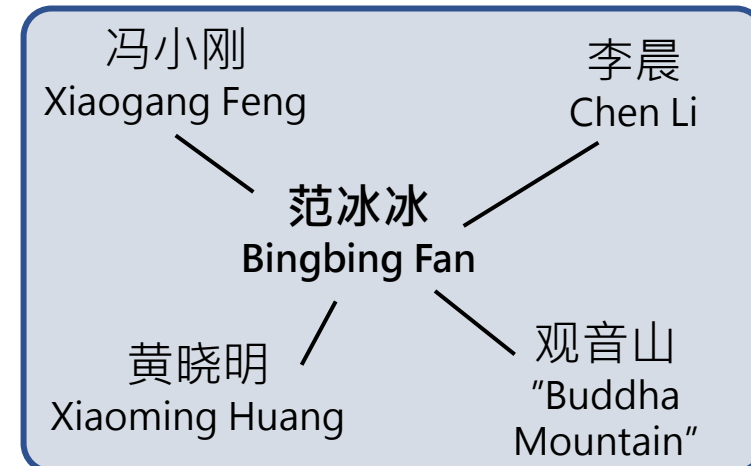 冯小刚
Xiaogang Feng
李晨
Chen Li
范冰冰
Bingbing Fan
黄晓明
Xiaoming Huang
观音山
"Buddha
Mountain"